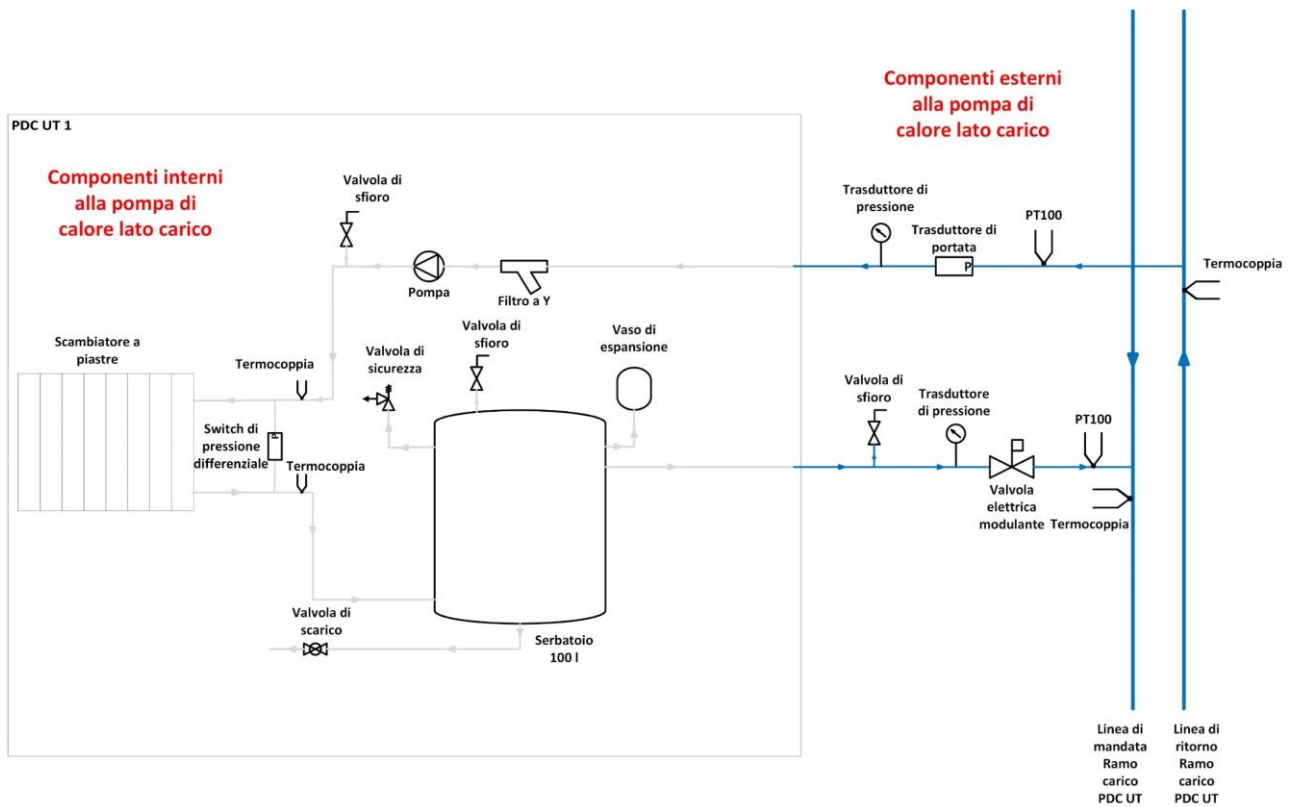 PDC UT 1
Componenti interni
alla pompa di
calore lato carico
Componenti esterni
alla pompa di
calore lato carico
Valvola di
sfioro
Pompa
Filtro a Y
Trasduttore di
pressione
Trasduttore di
portata
P
PT100
Termocoppia
Scambiatore a
piastre
Termocoppia
Switch di
pressione
differenziale
P
Termocoppia
Valvola di
sicurezza
Valvola di
sfioro
Vaso di
espansione
Valvola di
sfioro
Trasduttore
di pressione
PT100
Valvola
elettrica
modulante
Termocoppia
Valvola di
scarico
Serbatoio
100 l
Linea di
mandata
Ramo
carico
PDC UT
Linea di
ritorno
Ramo
carico
PDC UT